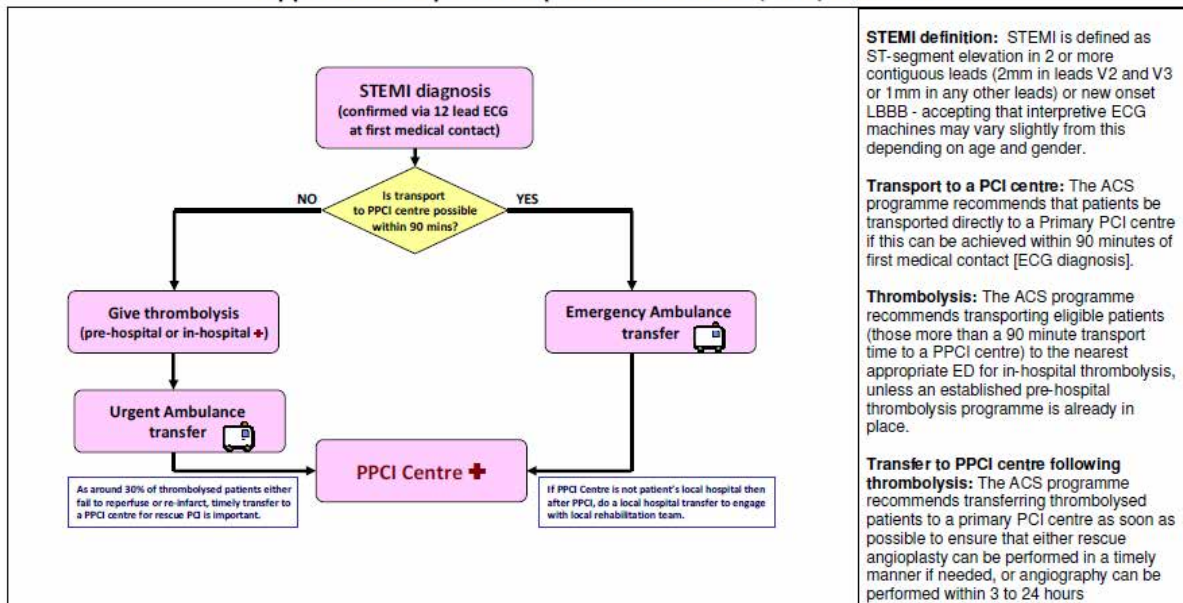 STEMI diagnosis
(confirmed via 12 lead ECG
at first medical contact)
Is transport
to PPCI centre possible
within 90 mins?
NO
YES
Give thrombolysis
(pre-hospital or in-hospital ✚)
Emergency Ambulance
transfer
Urgent Ambulance
transfer
PPCI Centre ✚
As around 30% of thrombolysed patients either
fail to reperfuse or re-infarct, timely transfer to
a PPCI centre for rescue PCI is important.
If PPCI Centre is not patient's local hospital then
after PPCI, do a local hospital transfer to engage
with local rehabilitation team.
STEMI definition: STEMI is defined as
ST-segment elevation in 2 or more
contiguous leads (2mm in leads V2 and V3
or 1mm in any other leads) or new onset
LBBB - accepting that interpretive ECG
machines may vary slightly from this
depending on age and gender.
Transport to a PCI centre: The ACS
programme recommends that patients be
transported directly to a Primary PCI centre
if this can be achieved within 90 minutes of
first medical contact [ECG diagnosis].
Thrombolysis: The ACS programme
recommends transporting eligible patients
(those more than a 90 minute transport
time to a PPCI centre) to the nearest
appropriate ED for in-hospital thrombolysis,
unless an established pre-hospital
thrombolysis programme is already in
place.
Transfer to PPCI centre following
thrombolysis: The ACS programme
recommends transferring thrombolysed
patients to a primary PCI centre as soon as
possible to ensure that either rescue
angioplasty can be performed in a timely
manner if needed, or angiography can be
performed within 3 to 24 hours